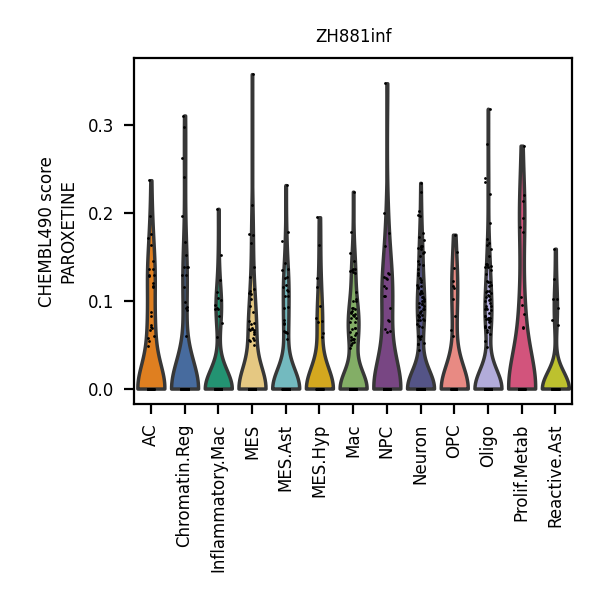 ZH881inf
CHEMBL490 score
PAROXETINE
0.3
0.2
0.1
0.0
AC
Chromatin.Reg
Inflammatory.Mac
MES
MES.Ast
MES.Hyp
Mac
NPC
Neuron
OPC
Oligo
Prolif.Metab
Reactive.Ast